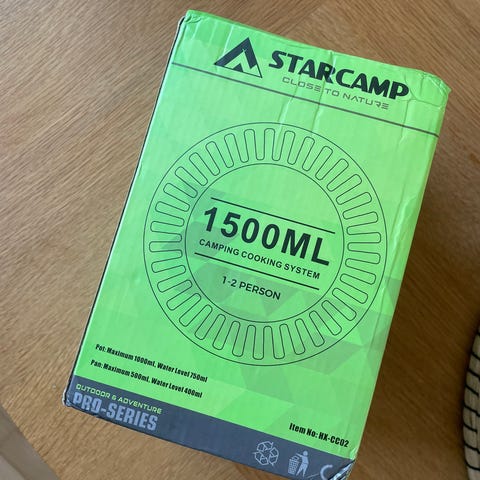 STARCAMP
CLOSE TO NATURE
1500ML
CAMPING COOKING SYSTEM
1-2 PERSON
Pot: Maximum 1000ml, Water Level 750ml
Pan: Maximum 500ml, Water Level 400ml
OUTDOOR & ADVENTURE
PRO-SERIES
Item No: HX-CC02